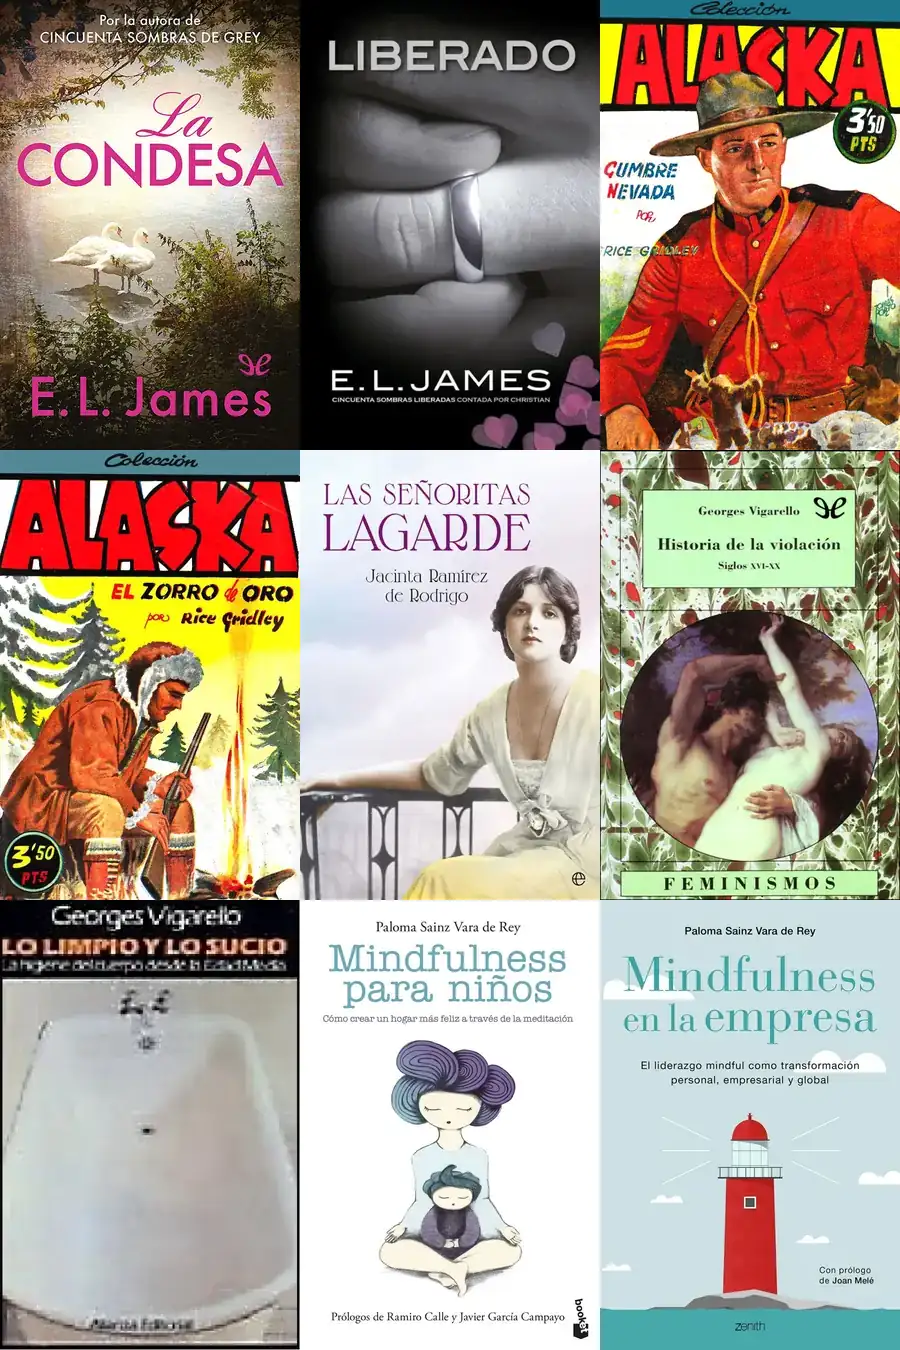 Por la autora de
CINCUENTA SOMBRAS DE GREY
La
CONDESA
E. L. James
LIBERADO
E. L. JAMES
CINCUENTA SOMBRAS LIBERADAS CONTADA POR CHRISTIAN
Colección
ALASKA
3'50
PTS
CUMBRE
NEVADA
POR
RICE GRIDLEY
Colección
ALASKA
EL ZORRO de ORO
por Rice Gridley
3'50
PTS
LAS SEÑORITAS
LAGARDE
Jacinta Ramírez
de Rodrigo
Georges Vigarello
Historia de la violación
Siglos XVI-XX
FEMINISMOS
Georges Vigarello
LO LIMPIO Y LO SUCIO
La higiene del cuerpo desde la Edad Media
Alianza Editorial
Paloma Sainz Vara de Rey
Mindfulness
para niños
Cómo crear un hogar más feliz a través de la meditación
Prólogos de Ramiro Calle y Javier García Campayo
booket
Paloma Sainz Vara de Rey
Mindfulness
en la empresa
El liderazgo mindful como transformación
personal, empresarial y global
Con prólogo
de Joan Melé
zenith